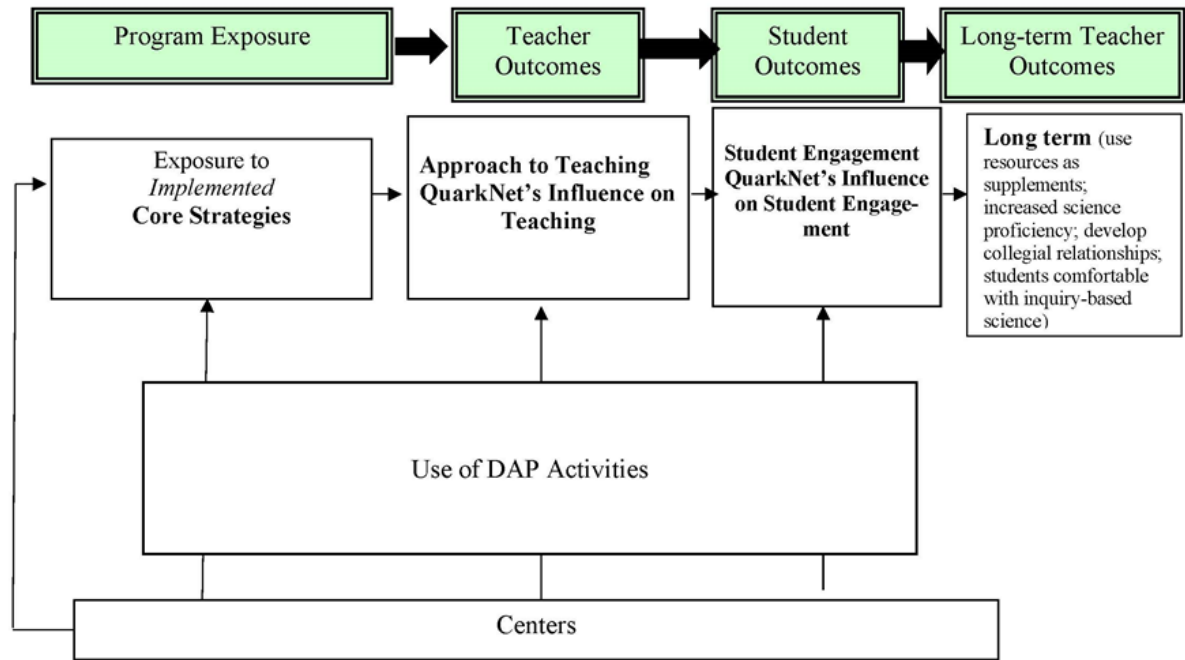 Program Exposure
Teacher
Outcomes
Student
Outcomes
Long-term Teacher
Outcomes
Exposure to
Implemented
Core Strategies
Approach to Teaching
QuarkNet's Influence on
Teaching
Student Engagement
QuarkNet's Influence
on Student Engage-
ment
Long term (use
resources as
supplements;
increased science
proficiency; develop
collegial relationships;
students comfortable
with inquiry-based
science)
Use of DAP Activities
Centers